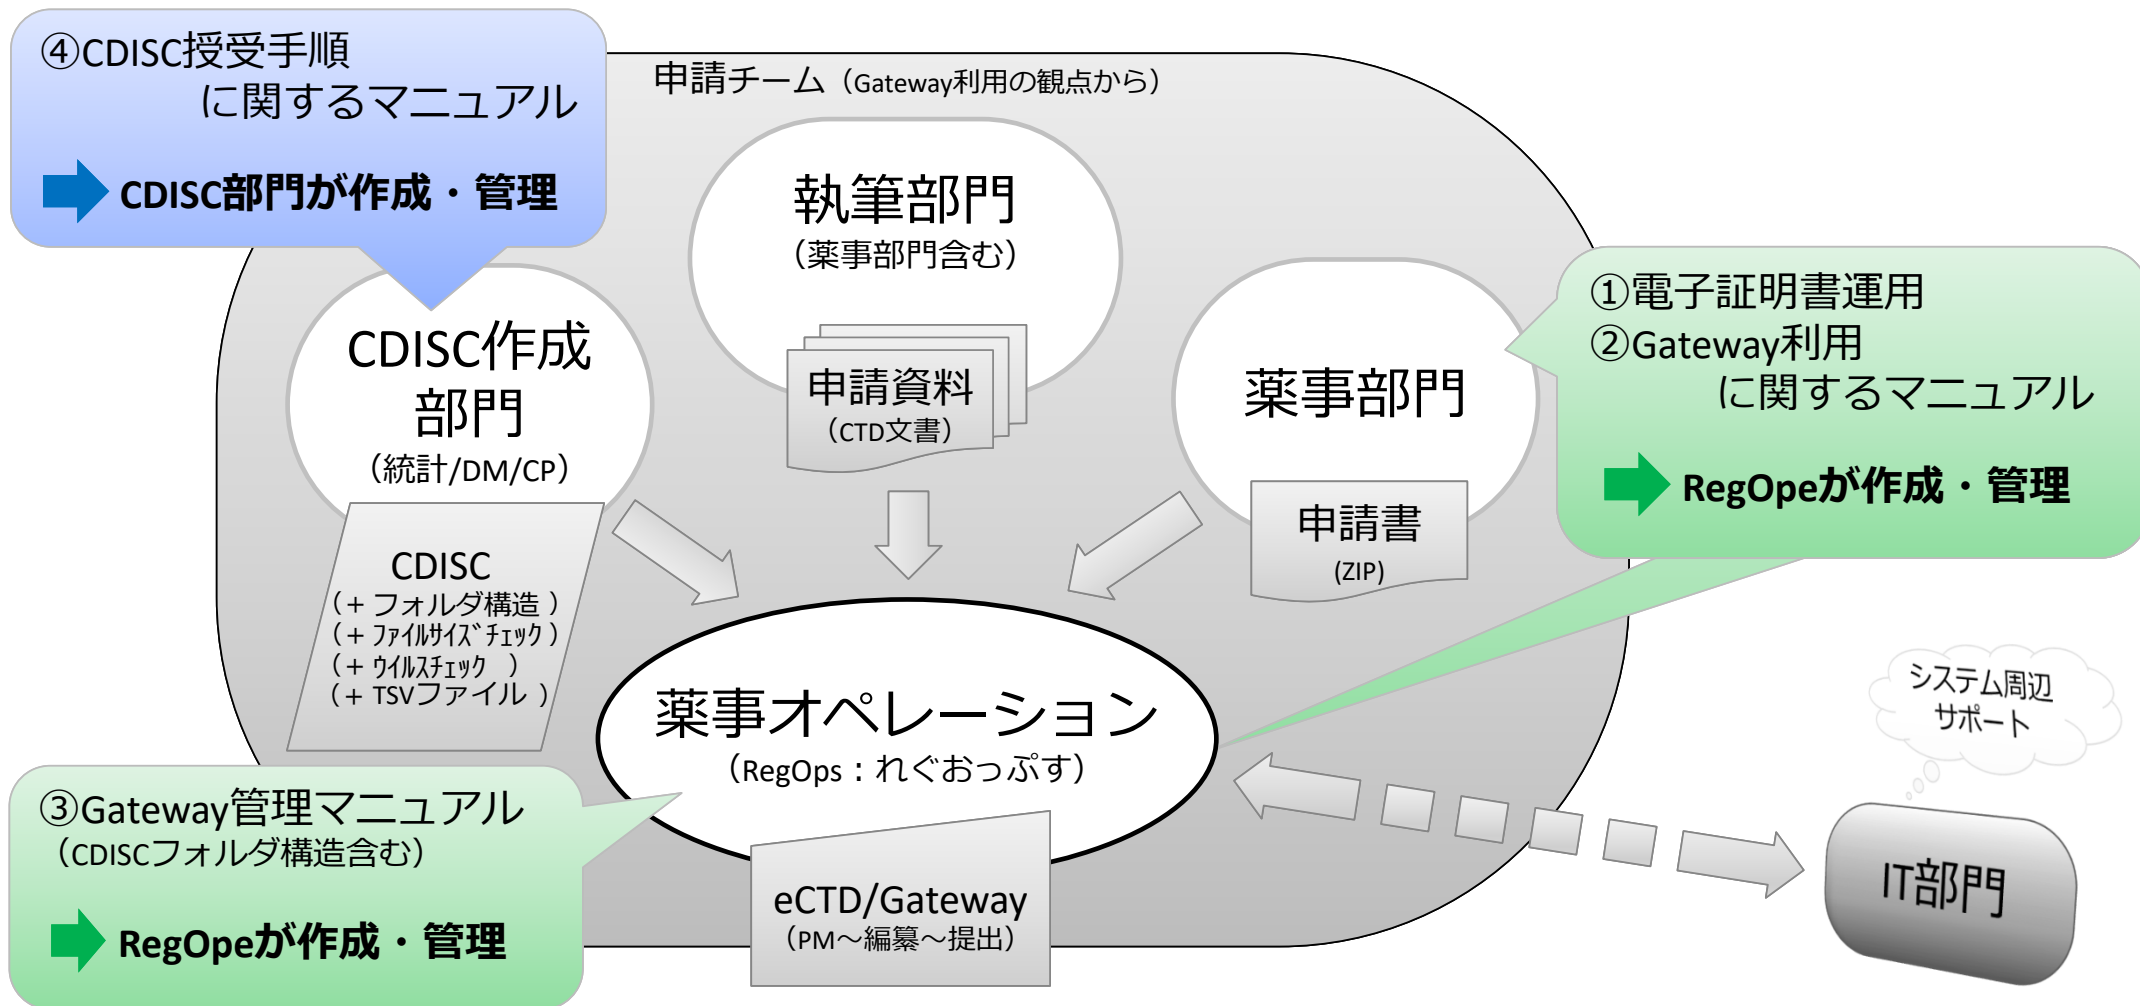 ④CDISC授受手順
に関するマニュアル
CDISC部門が作成・管理
申請チーム（Gateway利用の観点から）
執筆部門
（薬事部門含む）
申請資料
（CTD文書）
CDISC作成
部門
（統計/DM/CP）
CDISC
（+ フォルダ構造 ）
（+ ﾌｧｲﾙｻｲｽﾞﾁｪｯｸ ）
（+ ｳｲﾙｽﾁｪｯｸ ）
（+ TSVファイル ）
薬事部門
申請書
(ZIP)
①電子証明書運用
②Gateway利用
に関するマニュアル
RegOpeが作成・管理
薬事オペレーション
（RegOps：れぐおっぷす）
eCTD/Gateway
（PM～編纂～提出）
③Gateway管理マニュアル
（CDISCフォルダ構造含む）
RegOpeが作成・管理
システム周辺
サポート
IT部門